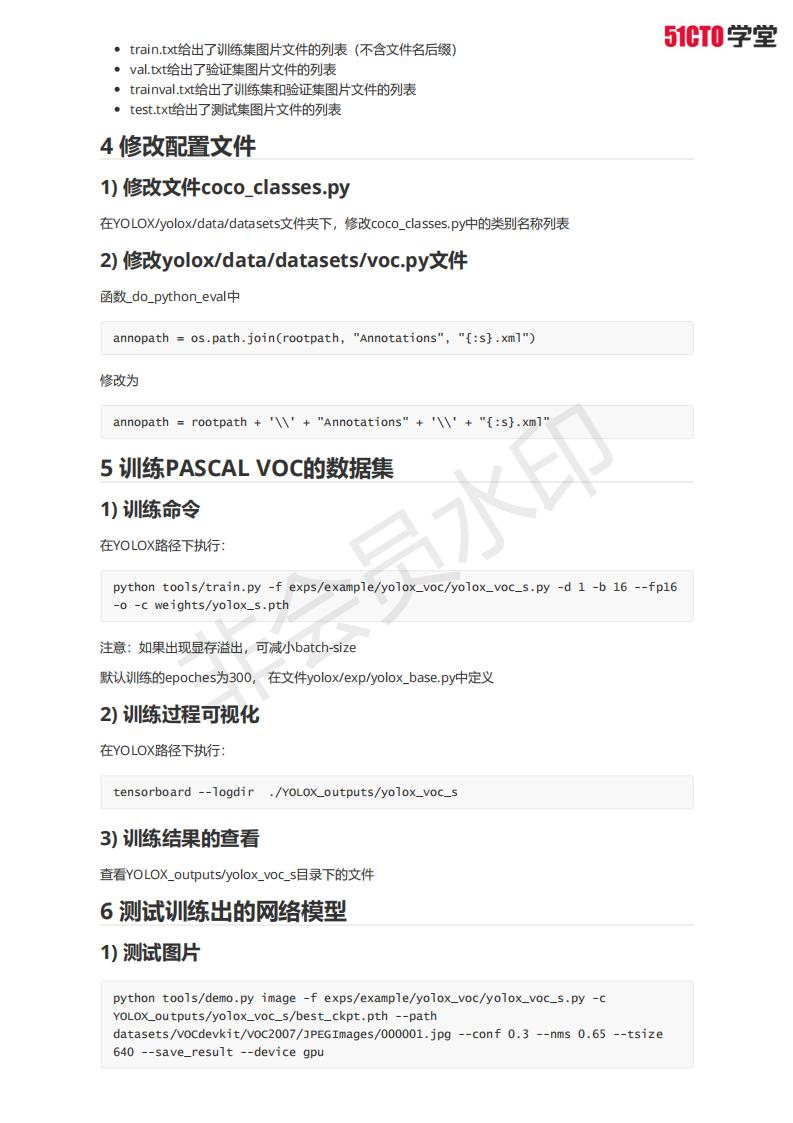 51CTO学堂
train.txt给出了训练集图片文件的列表（不含文件名后缀）
val.txt给出了验证集图片文件的列表
trainval.txt给出了训练集和验证集图片文件的列表
test.txt给出了测试集图片文件的列表
4 修改配置文件
1) 修改文件coco_classes.py
在YOLOX/yolox/data/datasets文件夹下，修改coco_classes.py中的类别名称列表
2) 修改yolox/data/datasets/voc.py文件
函数_do_python_eval中
annopath = os.path.join(rootpath, "Annotations", "{:s}.xml")
修改为
annopath = rootpath + '\\' + "Annotations" + '\\' + "{:s}.xml"
5 训练PASCAL VOC的数据集
1) 训练命令
在YOLOX路径下执行：
python tools/train.py -f exps/example/yolox_voc/yolox_voc_s.py -d 1 -b 16 --fp16
-o -c weights/yolox_s.pth
注意：如果出现显存溢出，可减小batch-size
默认训练的epoches为300， 在文件yolox/exp/yolox_base.py中定义
2) 训练过程可视化
在YOLOX路径下执行：
tensorboard --logdir  ./YOLOX_outputs/yolox_voc_s
3) 训练结果的查看
查看YOLOX_outputs/yolox_voc_s目录下的文件
6 测试训练出的网络模型
1) 测试图片
python tools/demo.py image -f exps/example/yolox_voc/yolox_voc_s.py -c
YOLOX_outputs/yolox_voc_s/best_ckpt.pth --path
datasets/VOCdevkit/VOC2007/JPEGImages/000001.jpg --conf 0.3 --nms 0.65 --tsize
640 --save_result --device gpu
非会员水印